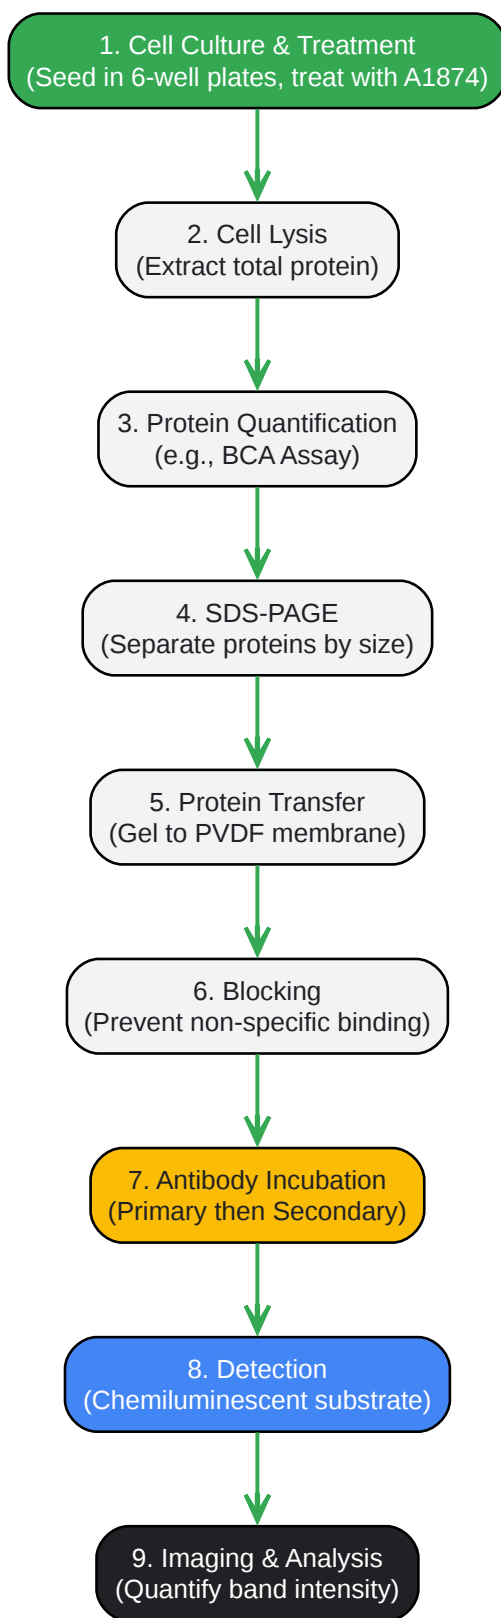 1. Cell Culture & Treatment
(Seed in 6-well plates, treat with A1874)
2. Cell Lysis
(Extract total protein)
3. Protein Quantification
(e.g., BCA Assay)
4. SDS-PAGE
(Separate proteins by size)
5. Protein Transfer
(Gel to PVDF membrane)
6. Blocking
(Prevent non-specific binding)
7. Antibody Incubation
(Primary then Secondary)
8. Detection
(Chemiluminescent substrate)
9. Imaging & Analysis
(Quantify band intensity)